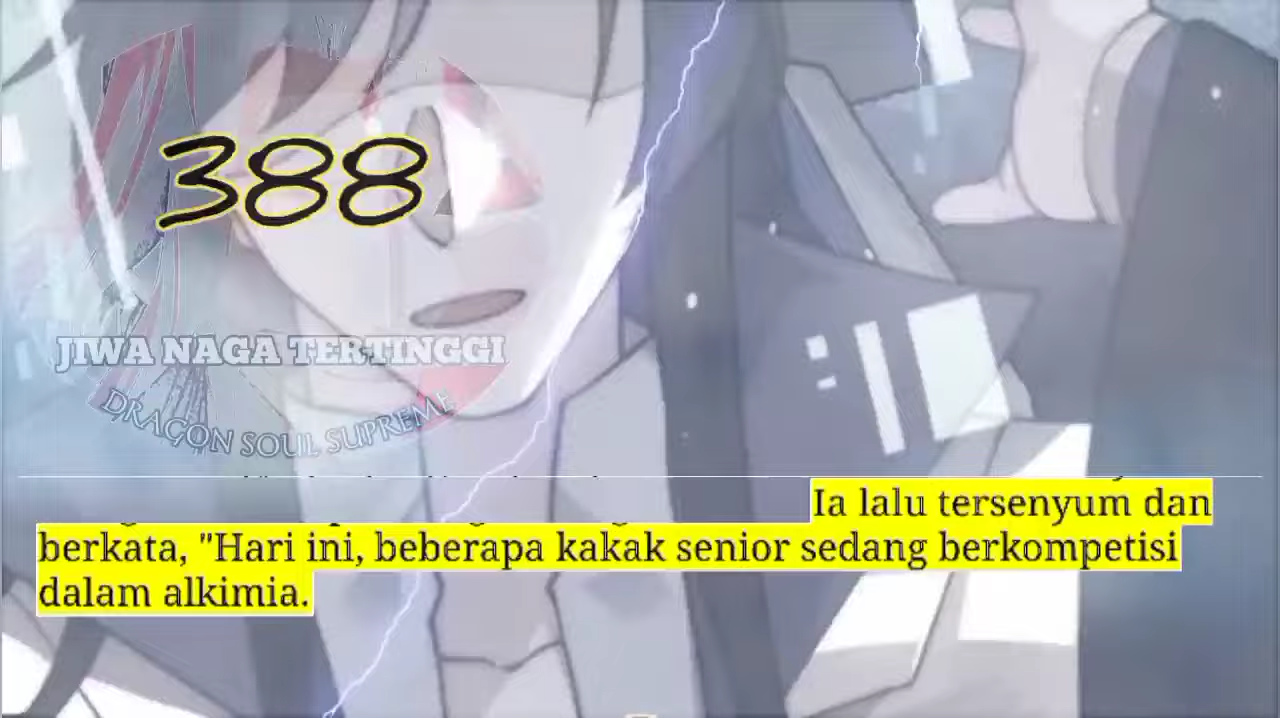 388
JIWA NAGA TERTINGGI
DRAGON SOUL SUPREME
Ia lalu tersenyum dan
berkata, "Hari ini, beberapa kakak senior sedang berkompetisi
dalam alkimia.